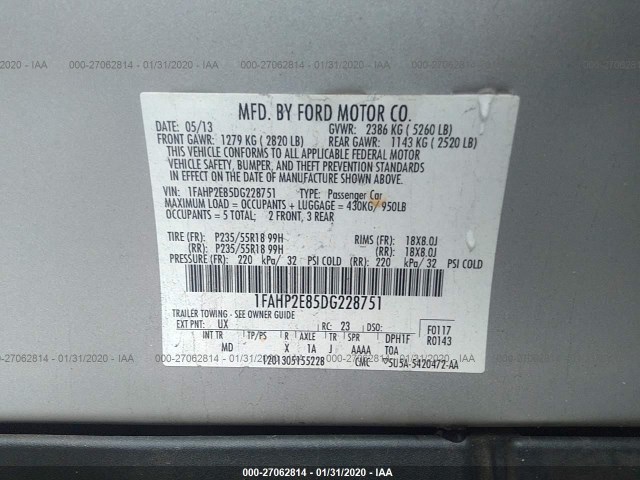 000-27062814 / 01/31/2020 - IAA
MFD. BY FORD MOTOR CO.
DATE: 05/13 GVWR: 2386 KG ( 5260 LB)
FRONT GAWR: 1279 KG ( 2820 LB) REAR GAWR: 1143 KG ( 2520 LB)
THIS VEHICLE CONFORMS TO ALL APPLICABLE FEDERAL MOTOR
VEHICLE SAFETY, BUMPER, AND THEFT PREVENTION STANDARDS
IN EFFECT ON THE DATE OF MANUFACTURE SHOWN ABOVE.
VIN: 1FAHP2E85DG228751 TYPE: Passenger Car
MAXIMUM LOAD = OCCUPANTS + LUGGAGE = 430KG/ 950LB
OCCUPANTS = 5 TOTAL; 2 FRONT, 3 REAR
TIRE (FR): P235/55R18 99H RIMS (FR): 18X8.0J
(RR): P235/55R18 99H (RR): 18X8.0J
PRESSURE (FR): 220 kPa/ 32 PSI COLD (RR): 220 kPa/ 32 PSI COLD
1FAHP2E85DG228751
TRAILER TOWING - SEE OWNER GUIDE
EXT PNT: UX RC: 23 DSO: F0117
INT TR TP/PS R AXLE TR SPR DPH1F R0143
MD X 1A J AAAA TOA
120130515522B CMC *5U5A-5420472-AA
000-27062814 / 01/31/2020 - IAA